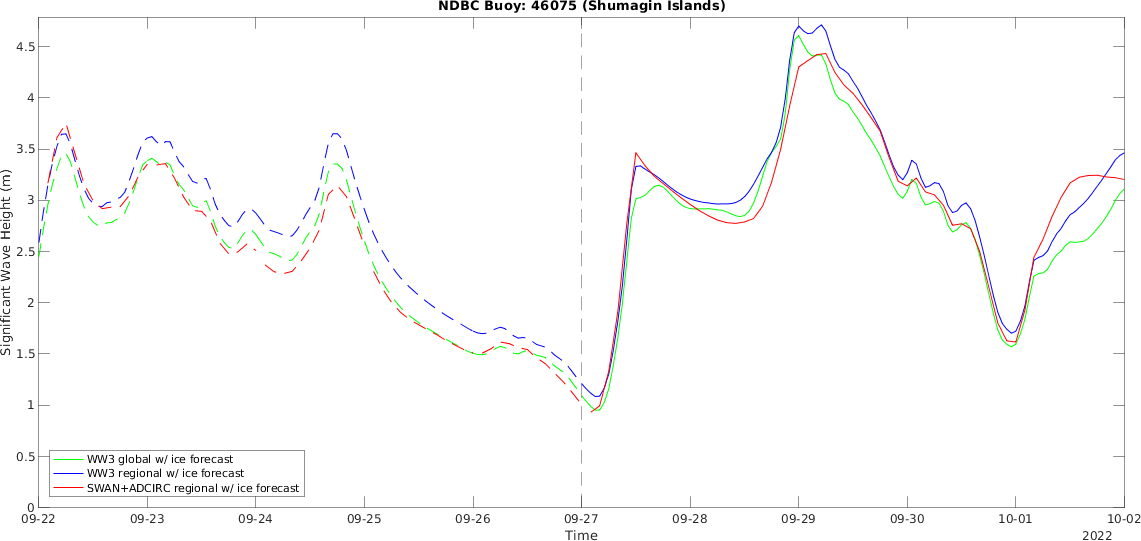 NDBC Buoy: 46075 (Shumagin Islands)
Significant Wave Height (m)
4.5
4
3.5
3
2.5
2
1.5
1
0.5
0
WW3 global w/ ice forecast
WW3 regional w/ ice forecast
SWAN+ADCIRC regional w/ ice forecast
09-22 09-23 09-24 09-25 09-26 09-27 09-28 09-29 09-30 10-01 10-02
Time
2022